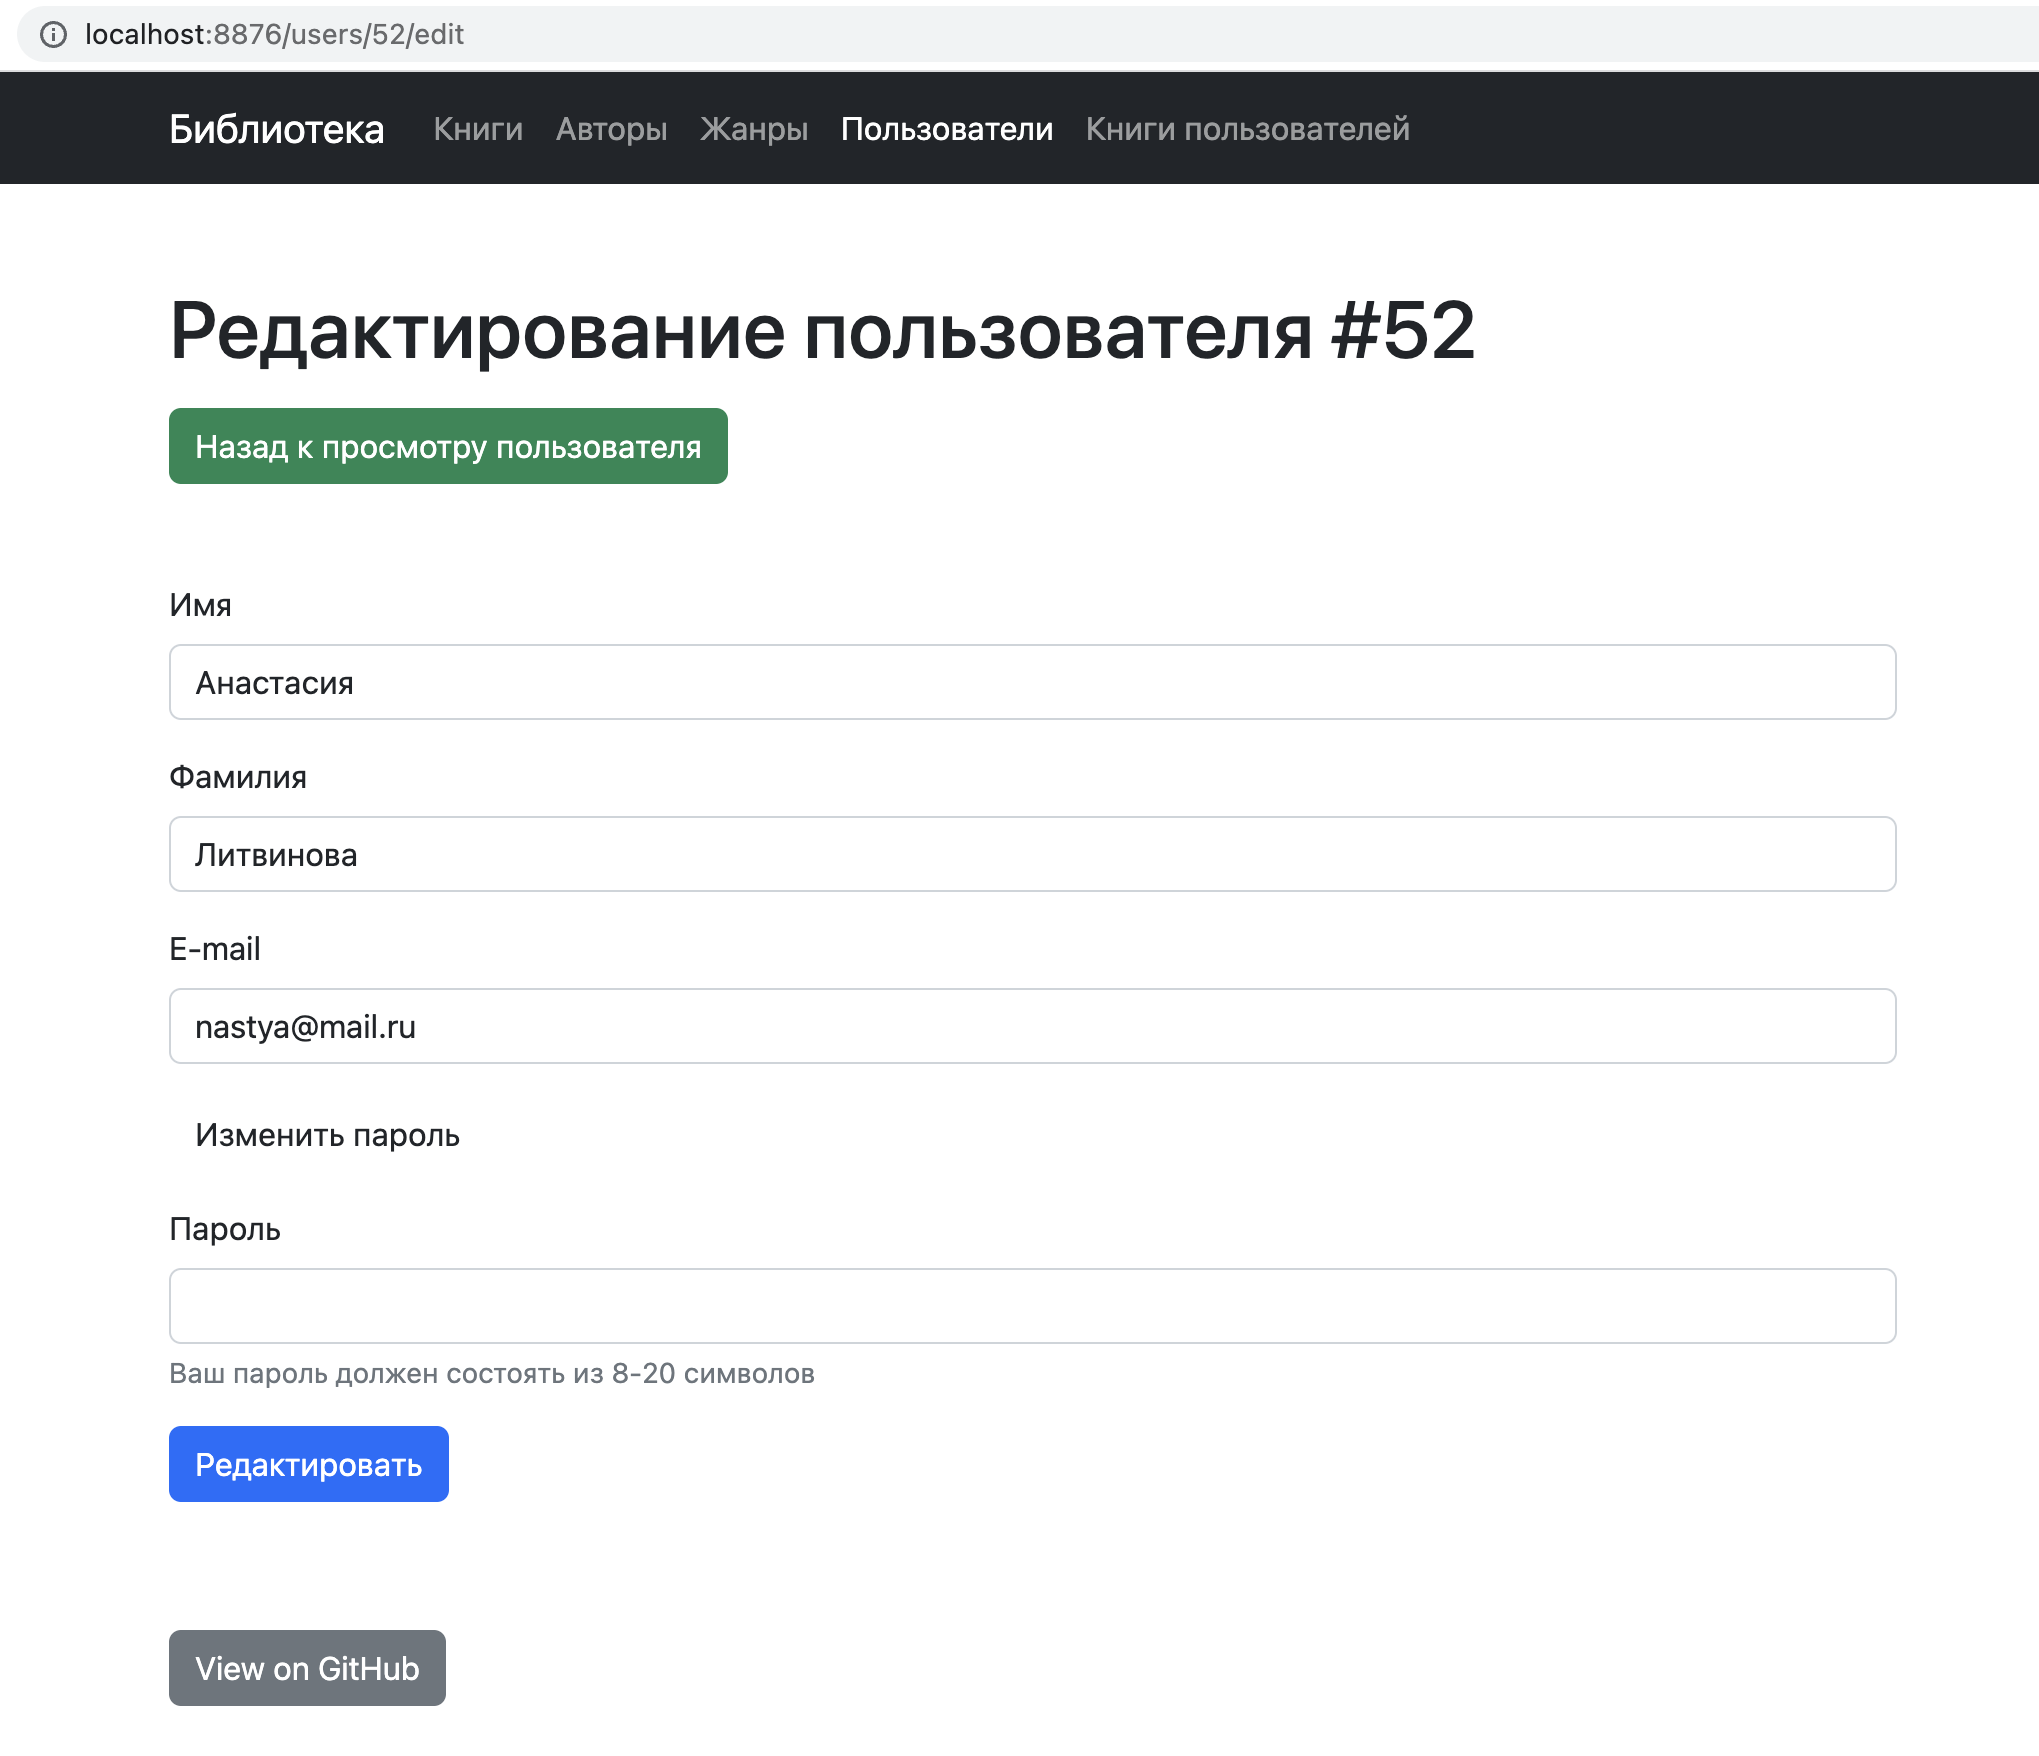 localhost:8876/users/52/edit
Библиотека Книги Авторы Жанры Пользователи Книги пользователей
Редактирование пользователя #52
Назад к просмотру пользователя
Имя
Анастасия
Фамилия
Литвинова
E-mail
nastya@mail.ru
Изменить пароль
Пароль
Ваш пароль должен состоять из 8-20 символов
Редактировать
View on GitHub